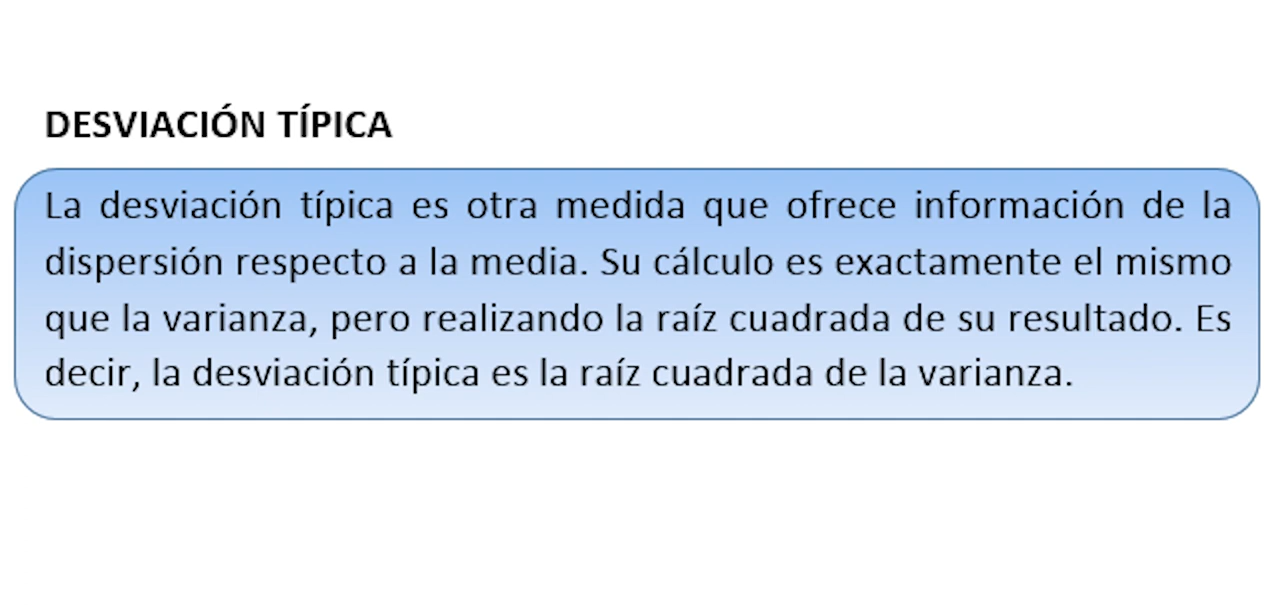 DESVIACIÓN TÍPICA
La desviación típica es otra medida que ofrece información de la
dispersión respecto a la media. Su cálculo es exactamente el mismo
que la varianza, pero realizando la raíz cuadrada de su resultado. Es
decir, la desviación típica es la raíz cuadrada de la varianza.